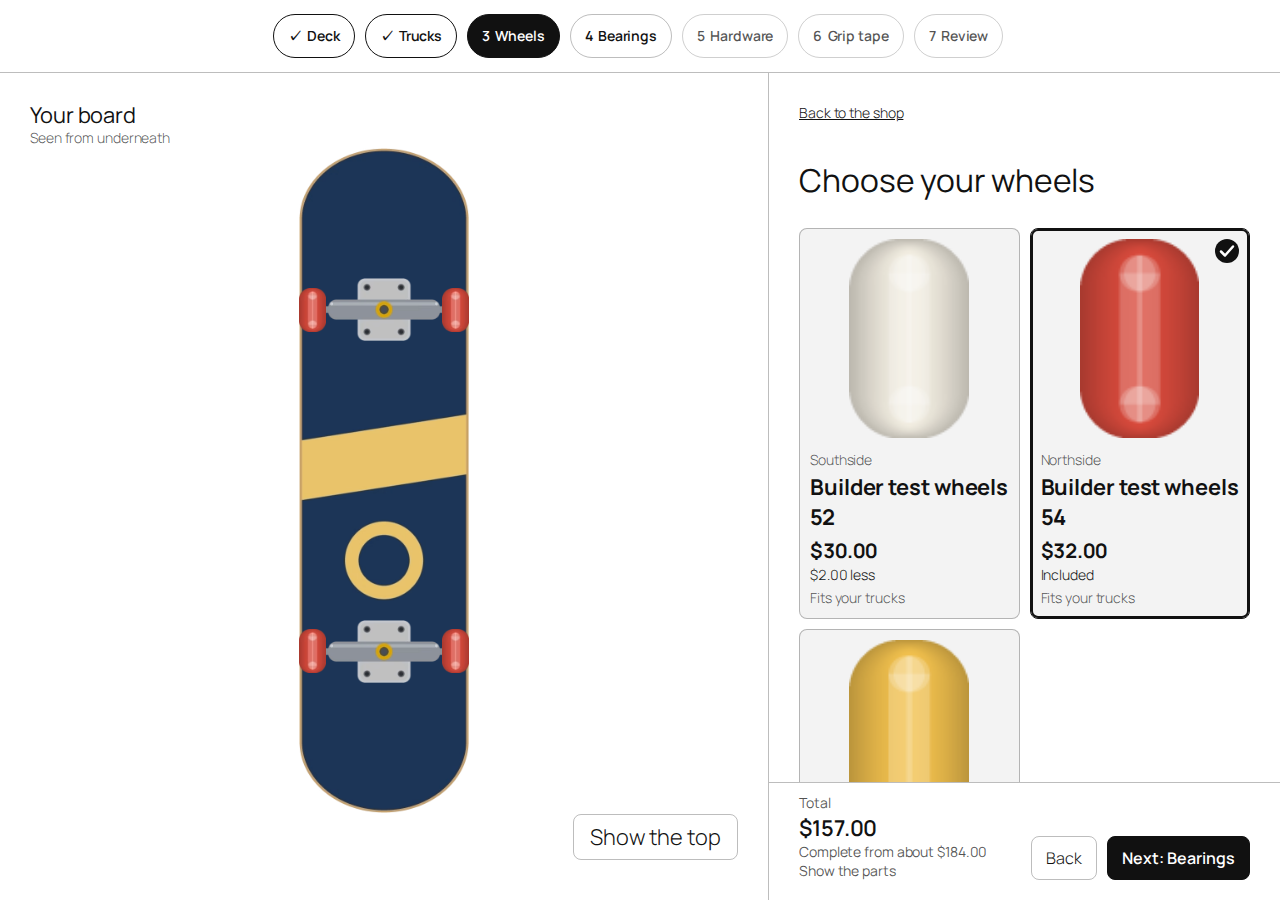 ✓ Deck
✓ Trucks
3 Wheels
4 Bearings
5 Hardware
6 Grip tape
7 Review
Your board
Seen from underneath
Show the top
Back to the shop
Choose your wheels
Southside
Builder test wheels
52
$30.00
$2.00 less
Fits your trucks
Northside
Builder test wheels
54
$32.00
Included
Fits your trucks
Total
$157.00
Complete from about $184.00
Show the parts
Back
Next: Bearings